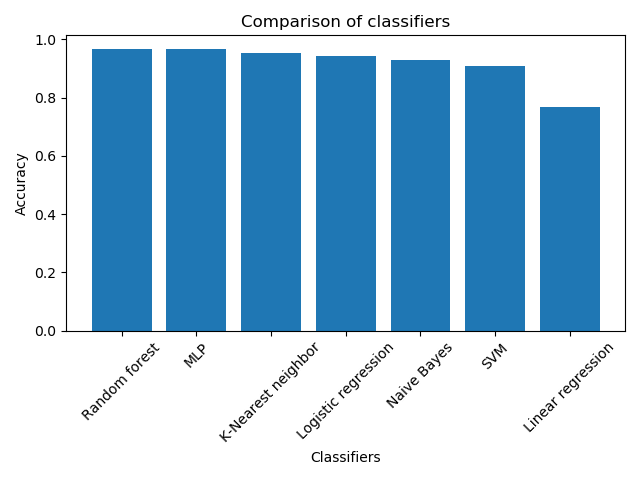 Comparison of classifiers
Accuracy
1.0
0.8
0.6
0.4
0.2
0.0
Random forest
MLP
K-Nearest neighbor
Logistic regression
Naive Bayes
SVM
Linear regression
Classifiers